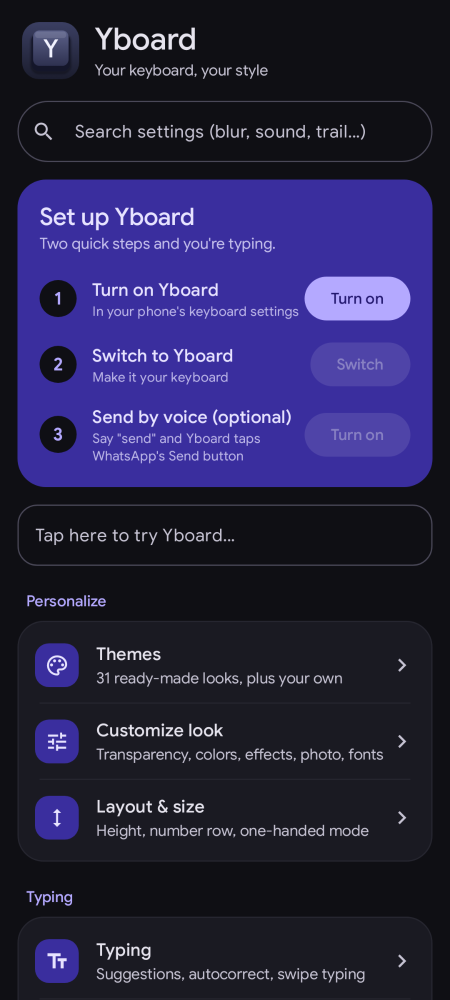 Y
Yboard
Your keyboard, your style
Search settings (blur, sound, trail...)
Set up Yboard
Two quick steps and you're typing.
1
Turn on Yboard
In your phone's keyboard settings
Turn on
2
Switch to Yboard
Make it your keyboard
Switch
3
Send by voice (optional)
Say "send" and Yboard taps
WhatsApp's Send button
Turn on
Tap here to try Yboard...
Personalize
Themes
31 ready-made looks, plus your own
Customize look
Transparency, colors, effects, photo, fonts
Layout & size
Height, number row, one-handed mode
Typing
Tт
Typing
Suggestions, autocorrect, swipe typing